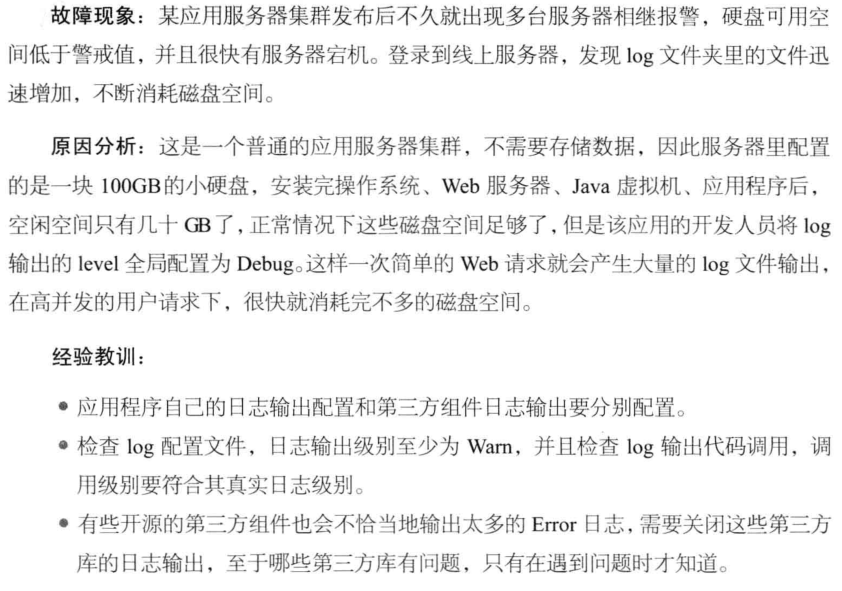 故障现象：某应用服务器集群发布后不久就出现多台服务器相继报警，硬盘可用空
间低于警戒值，并且很快有服务器宕机。登录到线上服务器，发现 log 文件夹里的文件迅
速增加，不断消耗磁盘空间。
原因分析：这是一个普通的应用服务器集群，不需要存储数据，因此服务器里配置
的是一块 100GB的小硬盘，安装完操作系统、Web 服务器、Java 虚拟机、应用程序后，
空闲空间只有几十 GB了，正常情况下这些磁盘空间足够了，但是该应用的开发人员将 log
输出的 level 全局配置为 Debug。这样一次简单的 Web 请求就会产生大量的 log 文件输出，
在高并发的用户请求下，很快就消耗完不多的磁盘空间。
经验教训：
● 应用程序自己的日志输出配置和第三方组件日志输出要分别配置。
● 检查 log 配置文件，日志输出级别至少为 Warn，并且检查 log 输出代码调用，调
用级别要符合其真实日志级别。
● 有些开源的第三方组件也会不恰当地输出太多的 Error 日志，需要关闭这些第三方
库的日志输出，至于哪些第三方库有问题，只有在遇到问题时才知道。